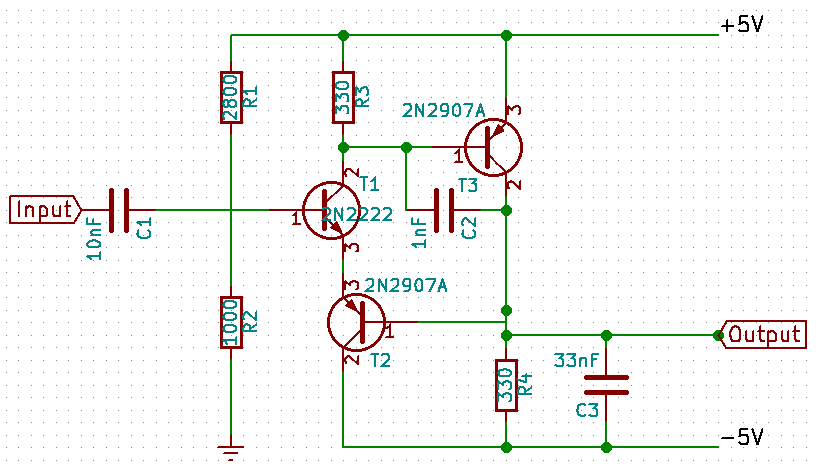 +5V
2800
R1
330
R3
2N2907A
3
1
2
T3
2
T1
1
2N2222
3
Input
10nF
C1
1nF
C2
3
2N2907A
1
2
T2
1000
R2
Output
33nF
C3
330
R4
-5V